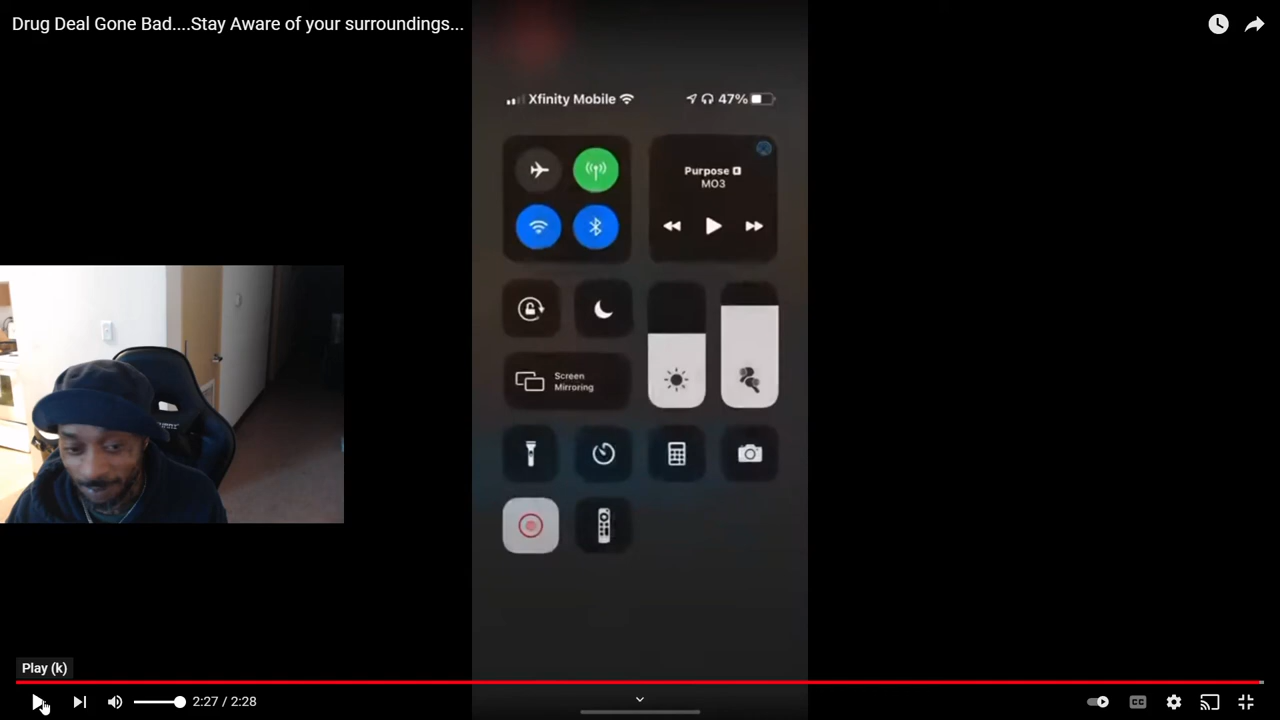 Drug Deal Gone Bad....Stay Aware of your surroundings...
Xfinity Mobile
47%
Purpose E
MO3
Screen
Mirroring
Play (k)
2:27 / 2:28
CC